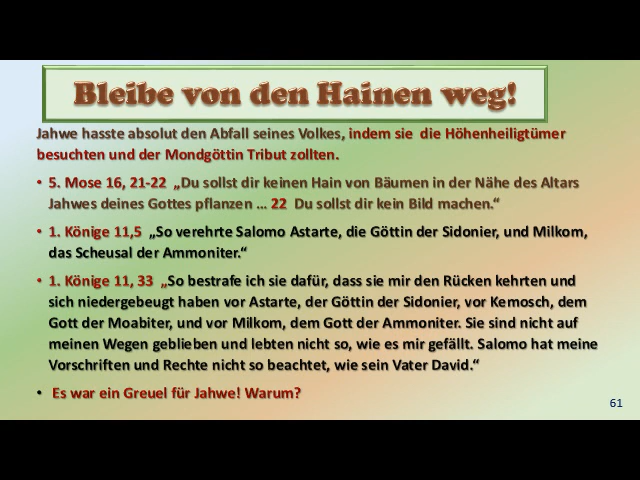 Bleibe von den Hainen weg!
Jahwe hasste absolut den Abfall seines Volkes, indem sie die Höhenheiligtümer
besuchten und der Mondgöttin Tribut zollten.
• 5. Mose 16, 21-22 „Du sollst dir keinen Hain von Bäumen in der Nähe des Altars
Jahwes deines Gottes pflanzen … 22 Du sollst dir kein Bild machen.“
• 1. Könige 11,5 „So verehrte Salomo Astarte, die Göttin der Sidonier, und Milkom,
das Scheusal der Ammoniter.“
• 1. Könige 11, 33 „So bestrafe ich sie dafür, dass sie mir den Rücken kehrten und
sich niedergebeugt haben vor Astarte, der Göttin der Sidonier, vor Kemosch, dem
Gott der Moabiter, und vor Milkom, dem Gott der Ammoniter. Sie sind nicht auf
meinen Wegen geblieben und lebten nicht so, wie es mir gefällt. Salomo hat meine
Vorschriften und Rechte nicht so beachtet, wie sein Vater David.“
• Es war ein Greuel für Jahwe! Warum?
61